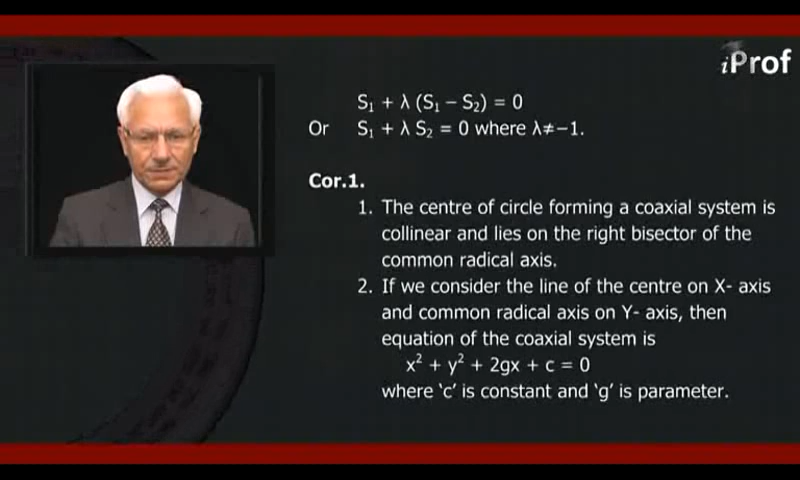 iProf
S₁ + λ (S₁ – S₂) = 0
Or S₁ + λ S₂ = 0 where λ≠–1.
Cor.1.
1. The centre of circle forming a coaxial system is
collinear and lies on the right bisector of the
common radical axis.
2. If we consider the line of the centre on X- axis
and common radical axis on Y- axis, then
equation of the coaxial system is
x² + y² + 2gx + c = 0
where ‘c’ is constant and ‘g’ is parameter.